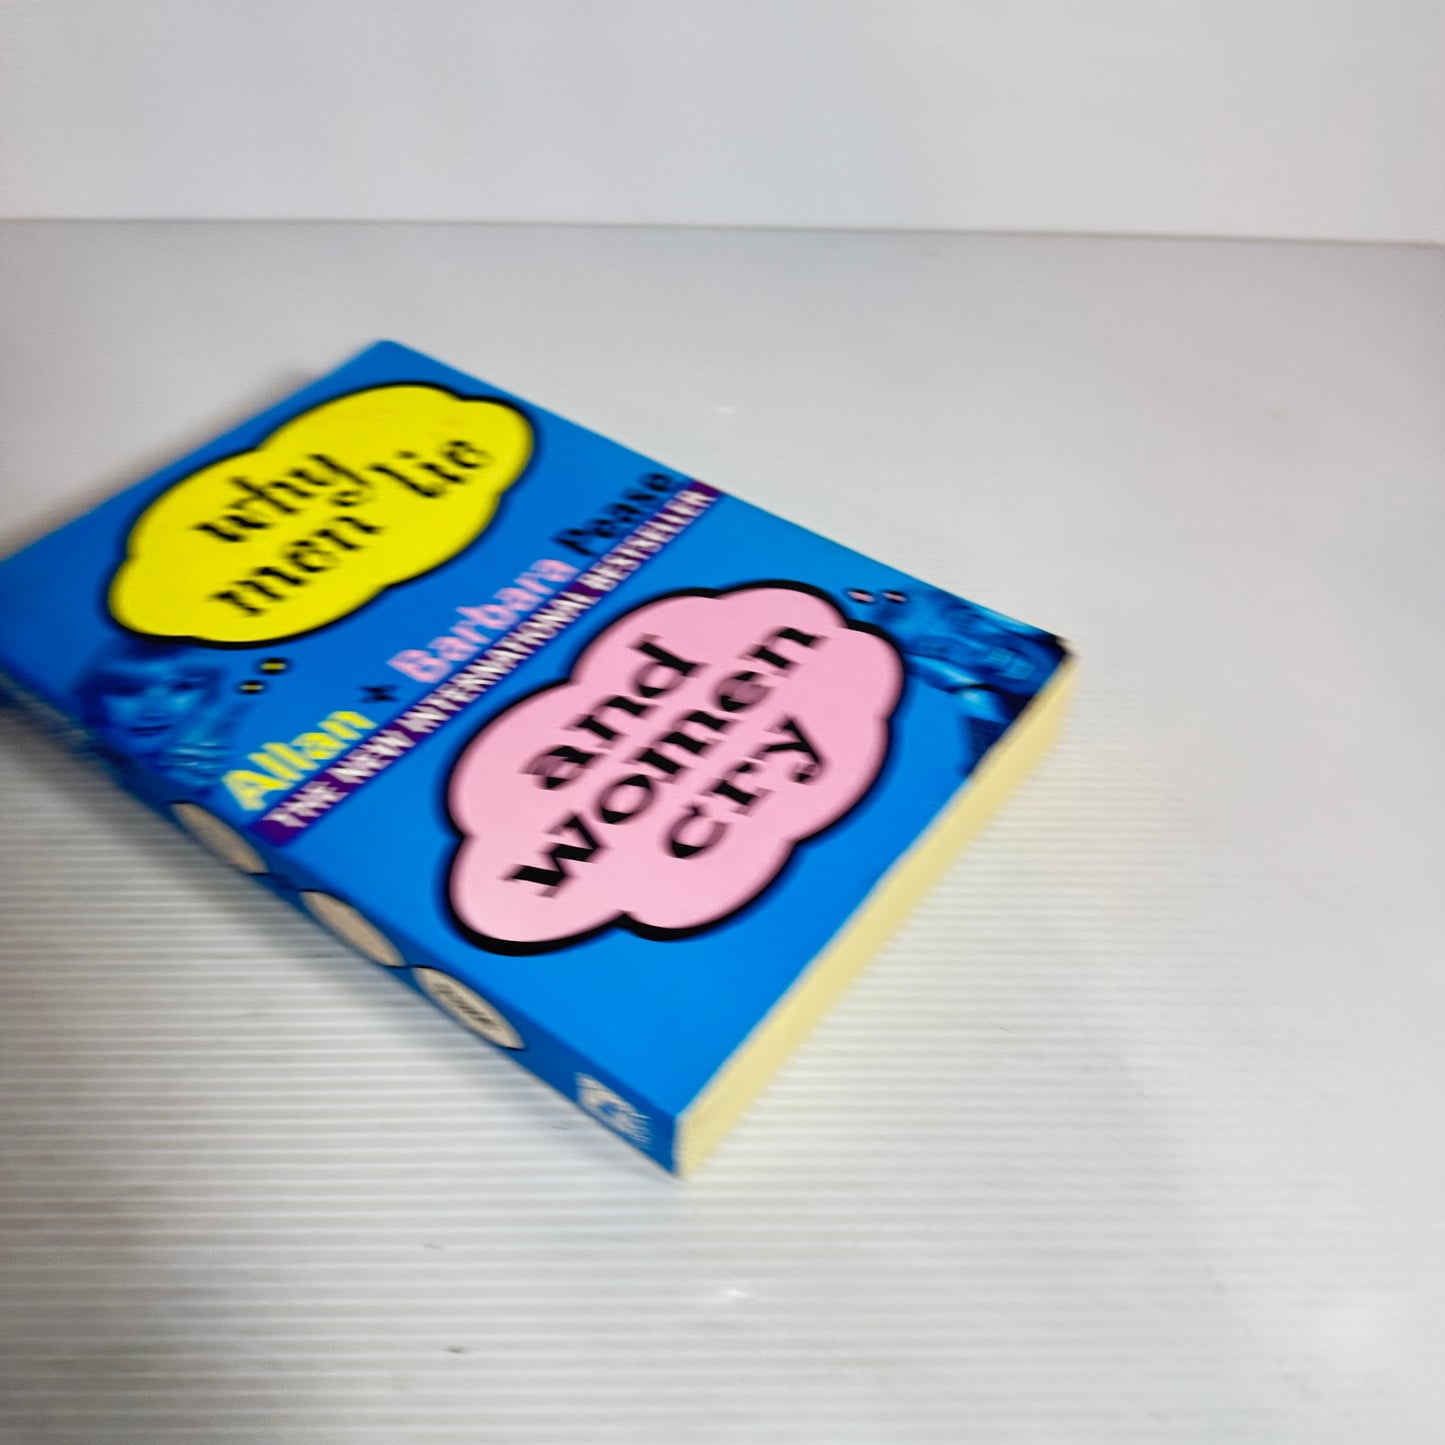 why
men lie
Allan + Barbara Pease
THE NEW INTERNATIONAL BESTSELLER
and
women
cry